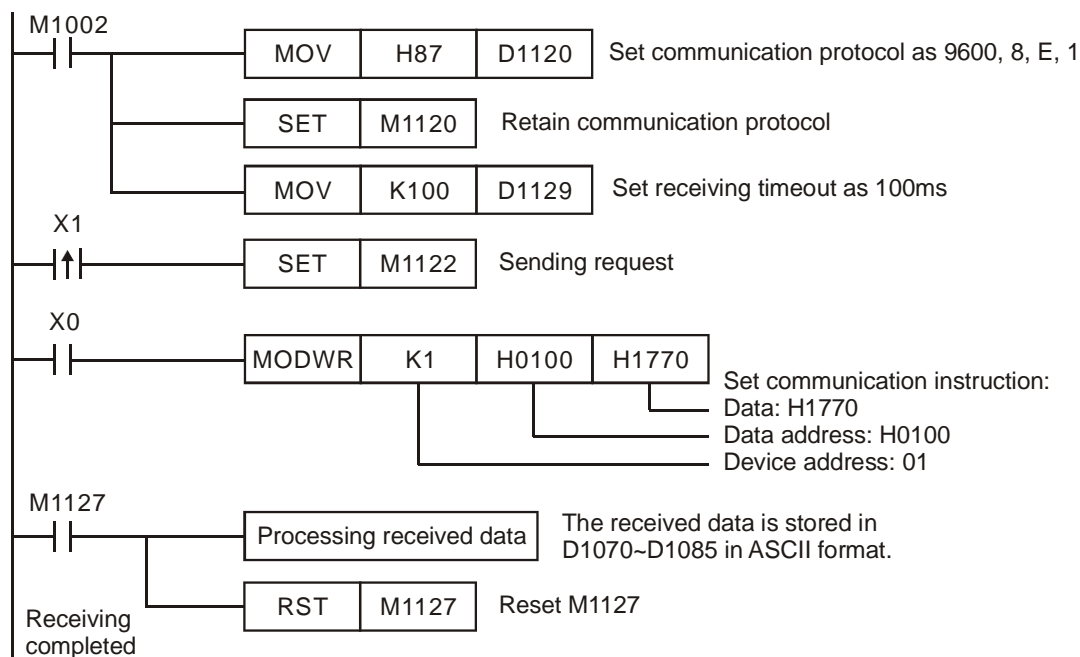 M1002
MOV H87 D1120 Set communication protocol as 9600, 8, E, 1
SET M1120 Retain communication protocol
MOV K100 D1129 Set receiving timeout as 100ms
X1
SET M1122 Sending request
X0
MODWR K1 H0100 H1770
Set communication instruction:
Data: H1770
Data address: H0100
Device address: 01
M1127
Processing received data
The received data is stored in
D1070~D1085 in ASCII format.
RST M1127 Reset M1127
Receiving
completed